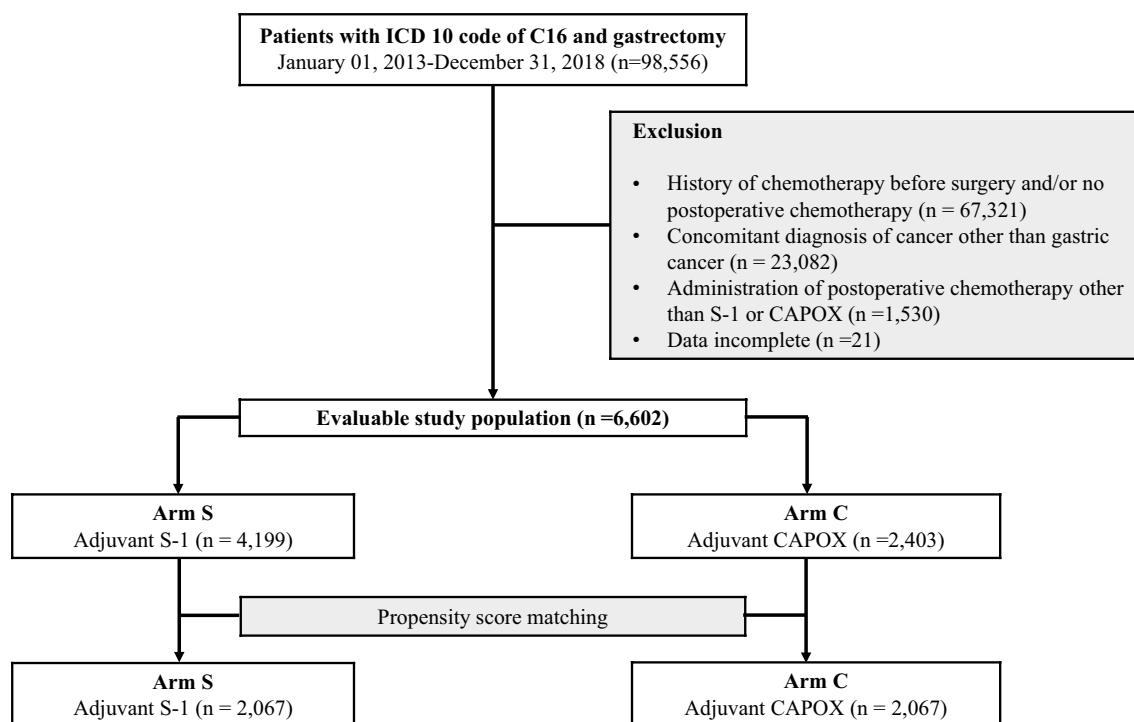 Patients with ICD 10 code of C16 and gastrectomy
January 01, 2013-December 31, 2018 (n=98,556)
Exclusion
• History of chemotherapy before surgery and/or no
postoperative chemotherapy (n = 67,321)
• Concomitant diagnosis of cancer other than gastric
cancer (n = 23,082)
• Administration of postoperative chemotherapy other
than S-1 or CAPOX (n =1,530)
• Data incomplete (n =21)
Evaluable study population (n =6,602)
Arm S
Adjuvant S-1 (n = 4,199)
Arm C
Adjuvant CAPOX (n =2,403)
Propensity score matching
Arm S
Adjuvant S-1 (n = 2,067)
Arm C
Adjuvant CAPOX (n = 2,067)